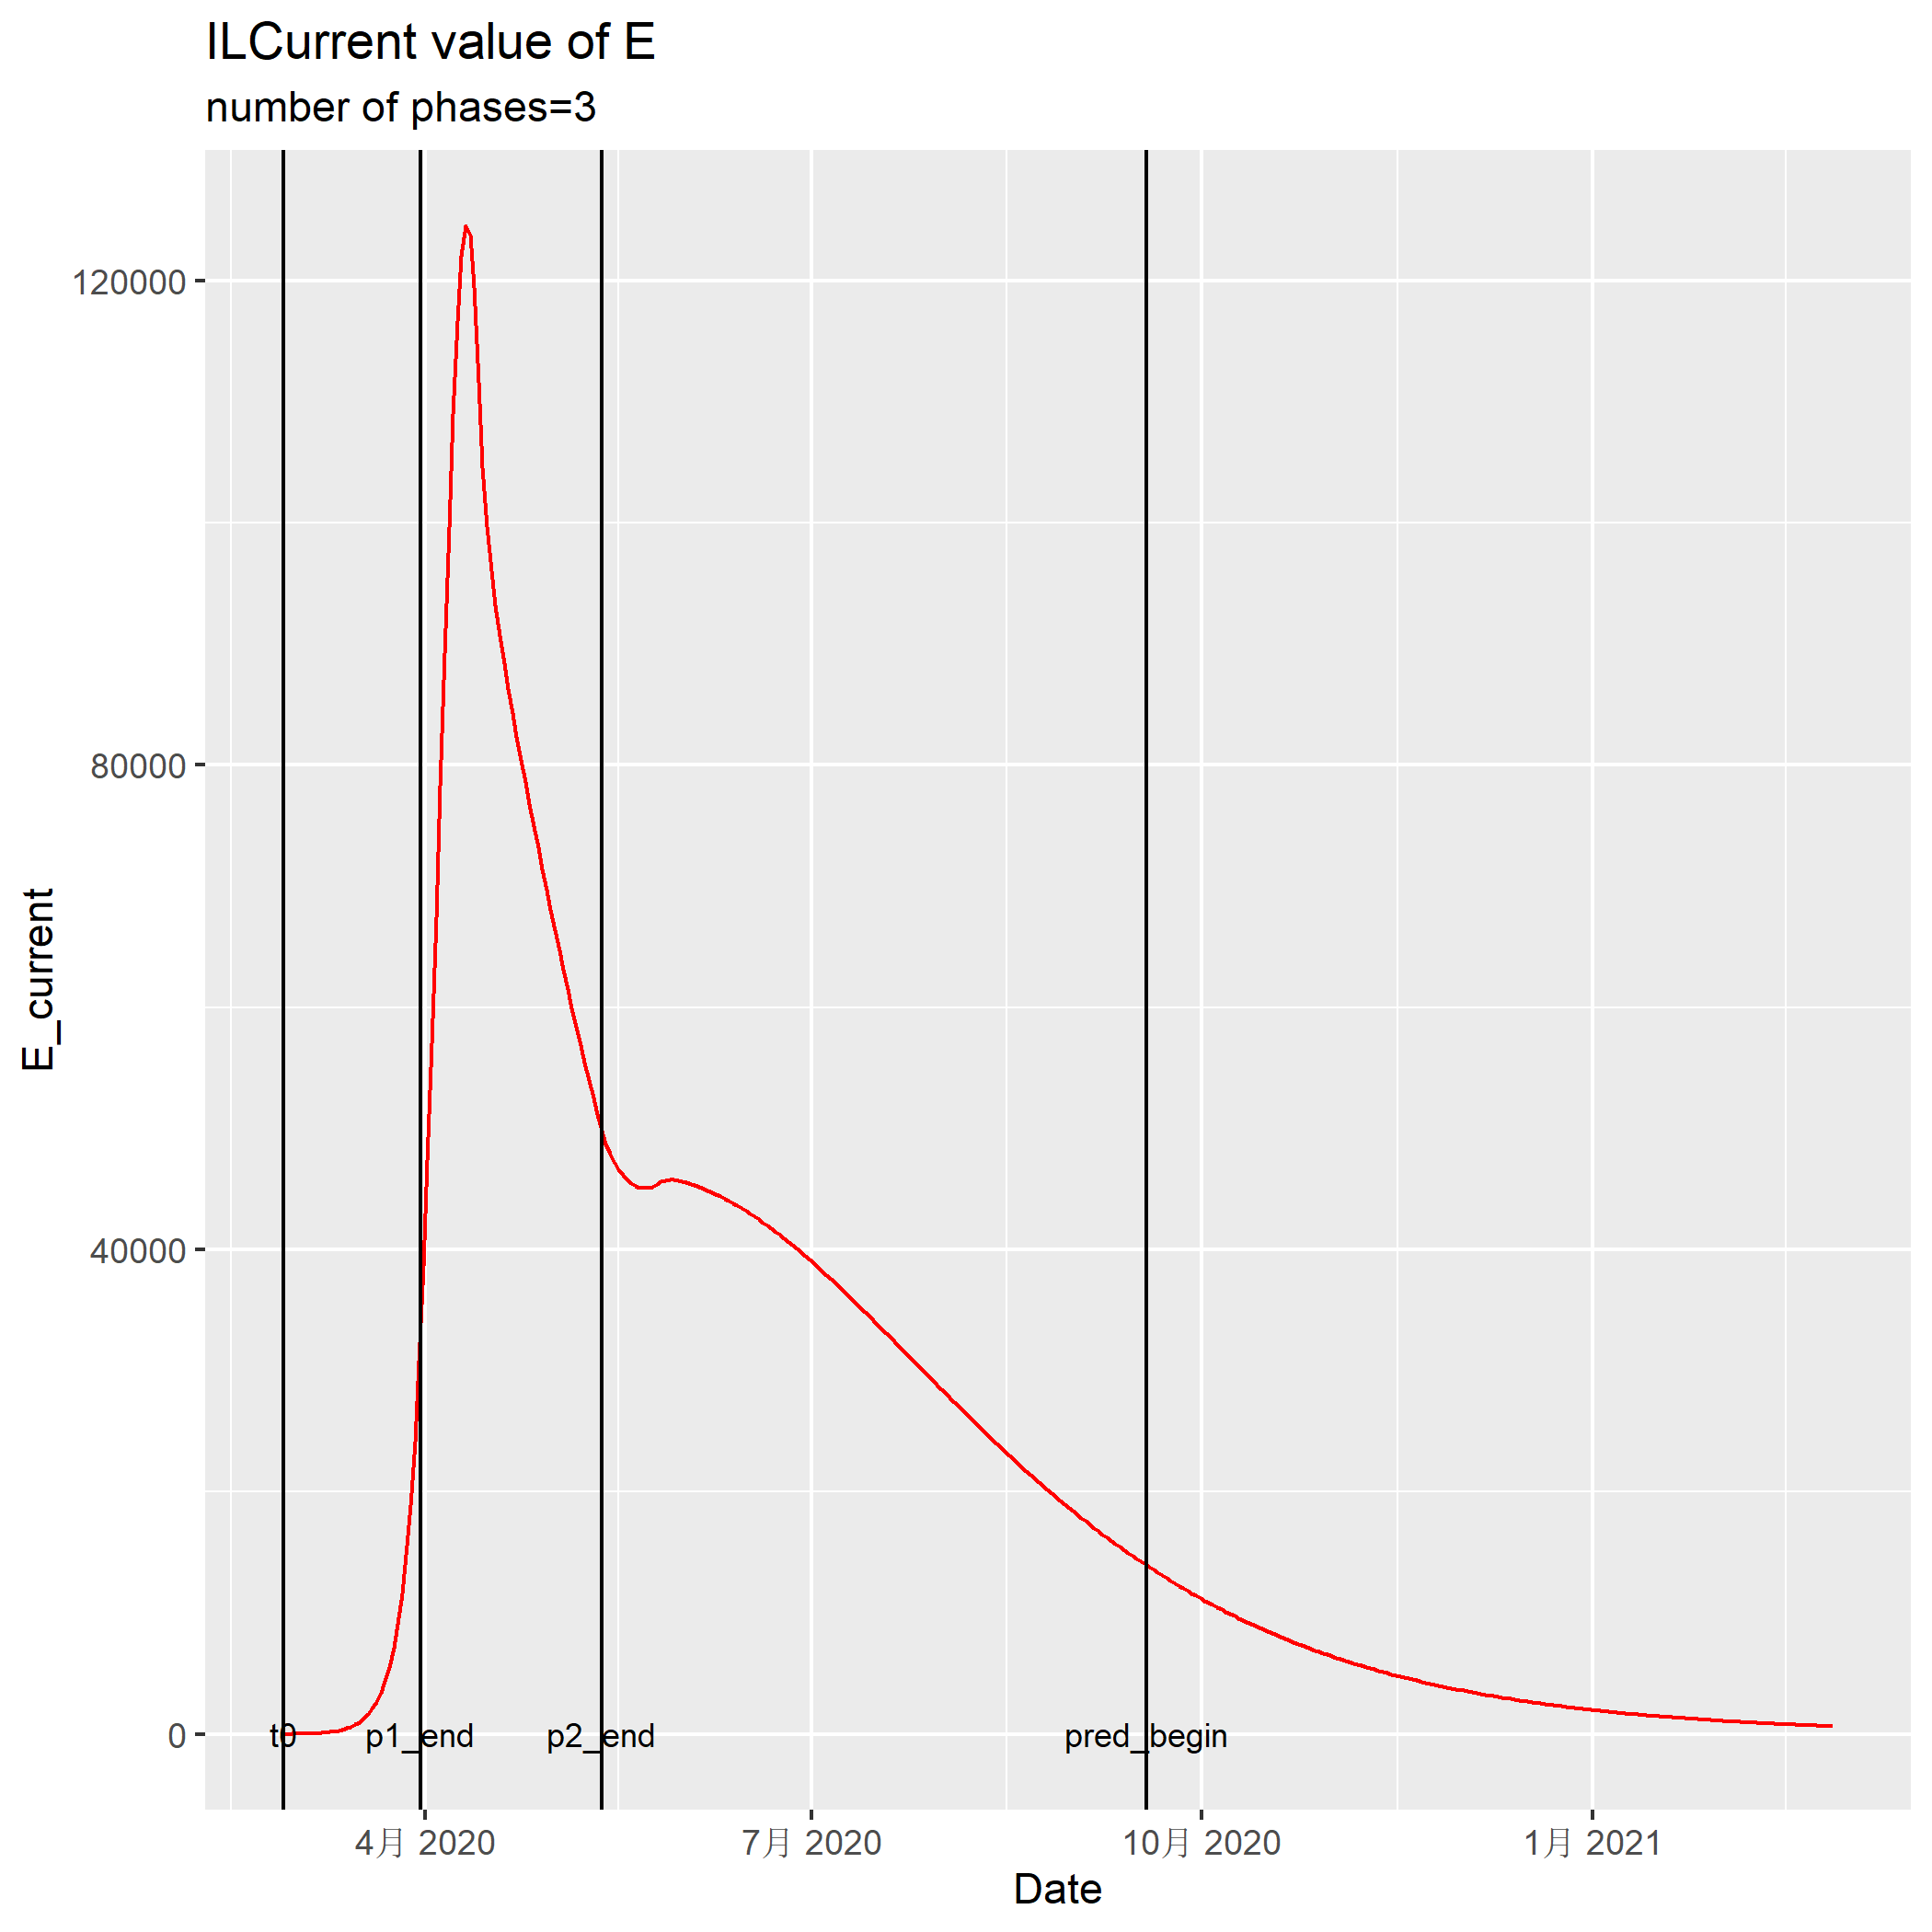 ILCurrent value of E
number of phases=3
120000
80000
40000
0
E_current
t0
p1_end
p2_end
pred_begin
4月 2020
7月 2020
10月 2020
1月 2021
Date